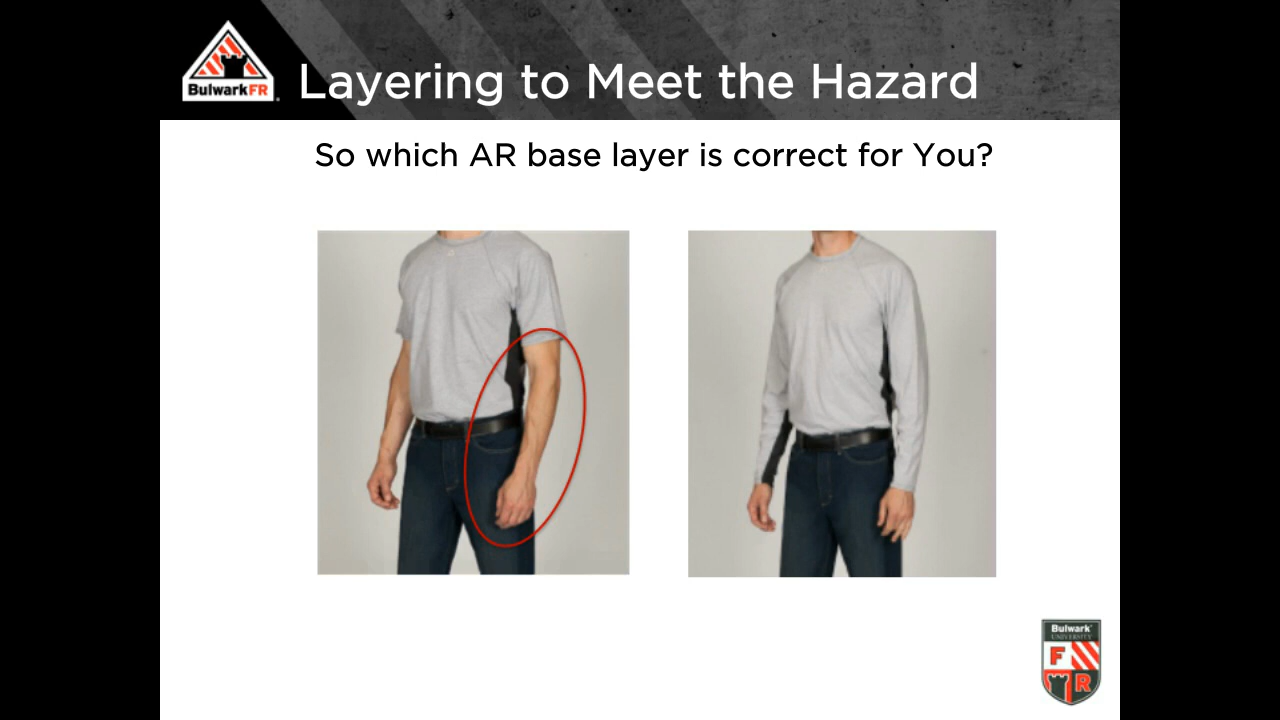 BulwarkFR
Layering to Meet the Hazard
So which AR base layer is correct for You?
Bulwark
UNIVERSITY
F
R